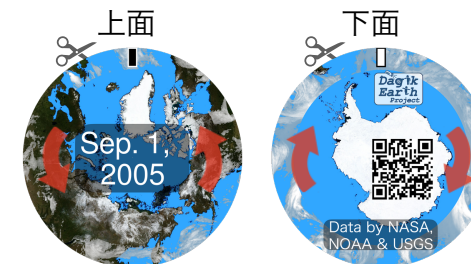 上面
下面
Dagik
Earth
Project
Sep. 1,
2005
Data by NASA,
NOAA & USGS